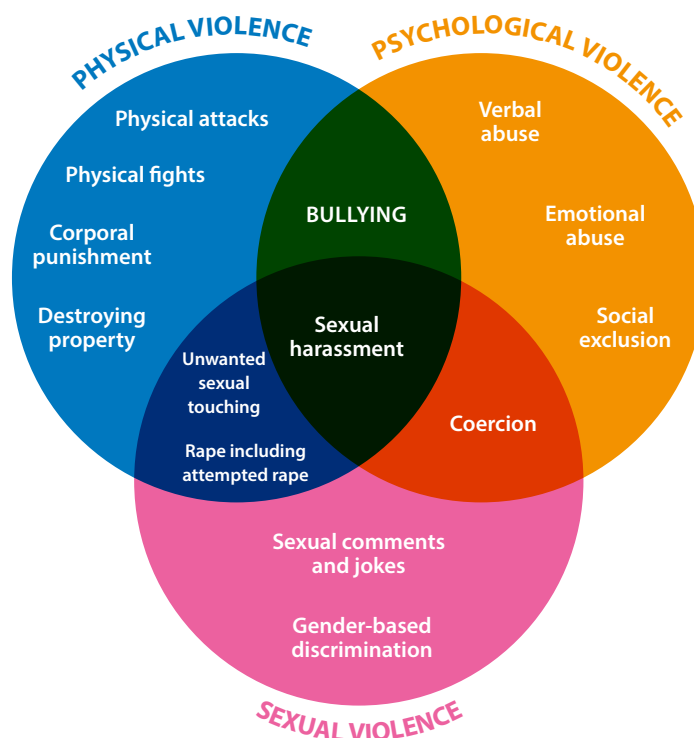 PHYSICAL VIOLENCE
PSYCHOLOGICAL VIOLENCE
Physical attacks
Physical fights
Corporal
punishment
Destroying
property
BULLYING
Verbal
abuse
Emotional
abuse
Social
exclusion
Sexual
harassment
Unwanted
sexual
touching
Rape including
attempted rape
Coercion
Sexual comments
and jokes
Gender-based
discrimination
SEXUAL VIOLENCE